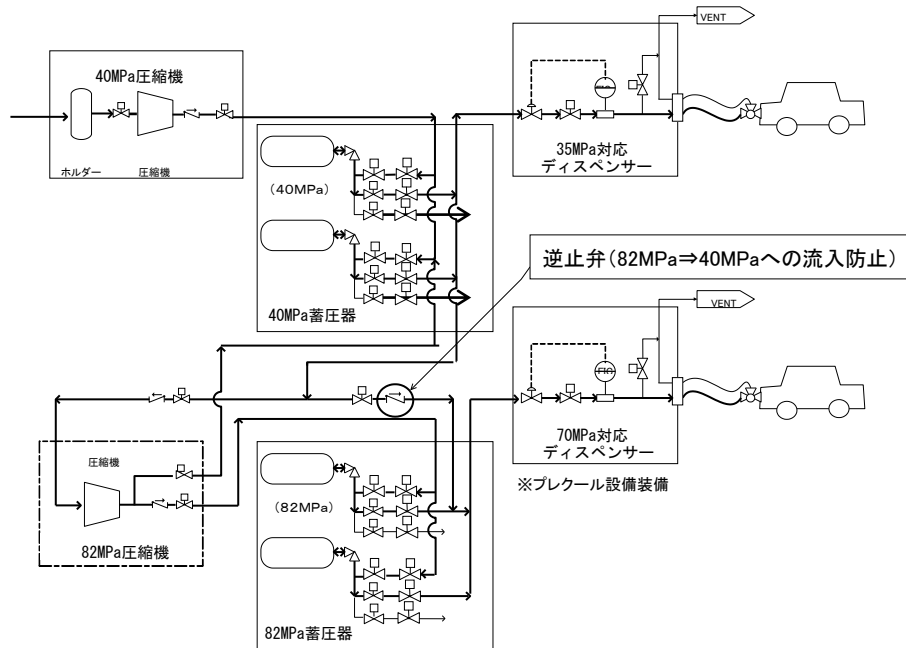 VENT
40MPa圧縮機
ホルダー
圧縮機
35MPa対応
ディスペンサー
(40MPa)
40MPa蓄圧器
逆止弁(82MPa⇒40MPaへの流入防止)
VENT
70MPa対応
ディスペンサー
※プレクール設備装備
圧縮機
82MPa圧縮機
(82MPa)
82MPa蓄圧器